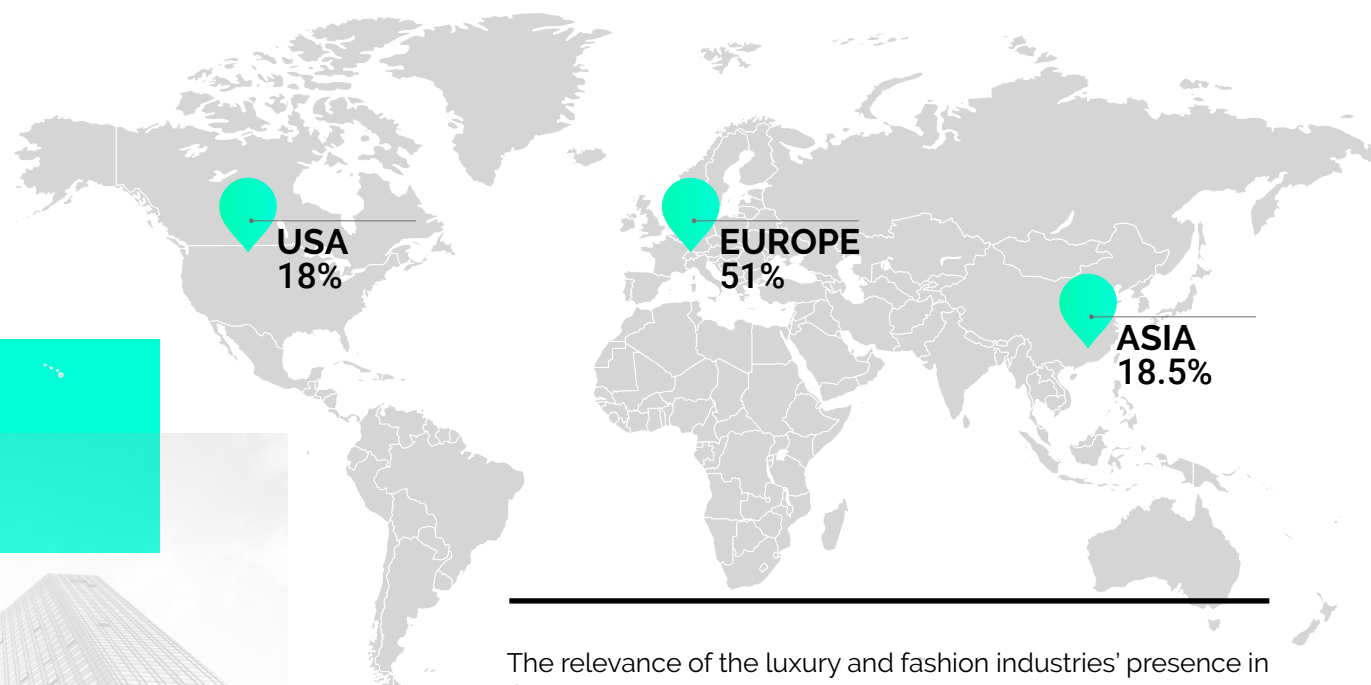 USA
18%
EUROPE
51%
ASIA
18.5%
The relevance of the luxury and fashion industries’ presence in